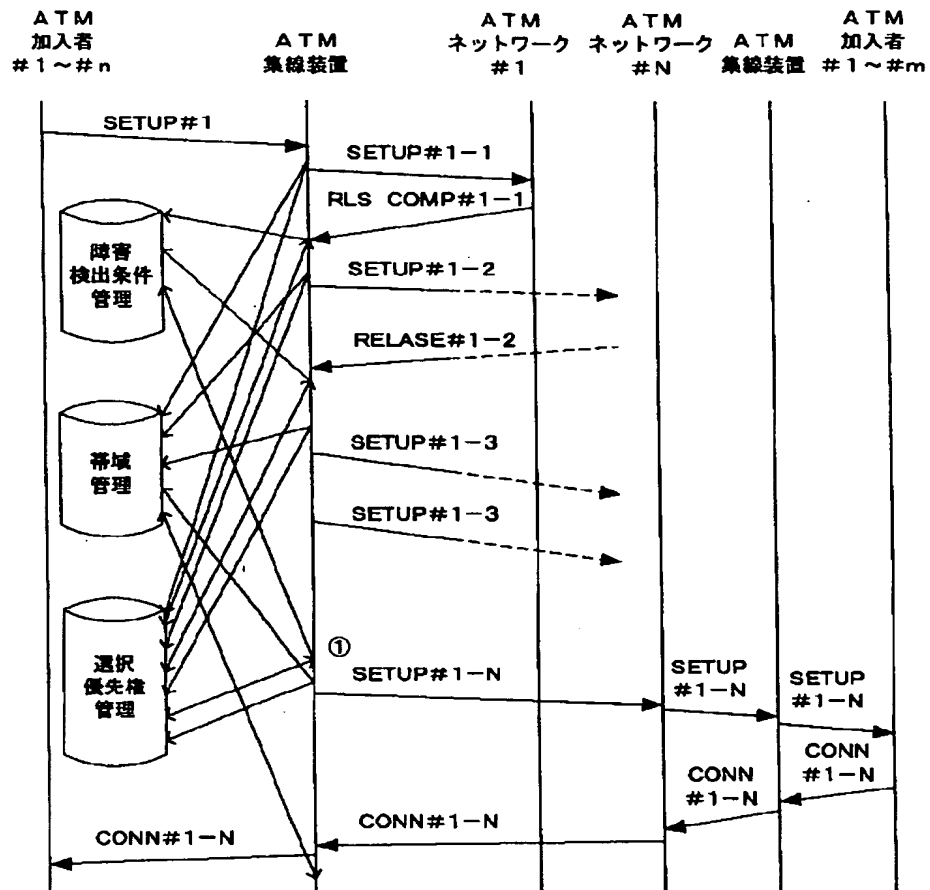 ATM
加入者
#1～#n
ATM
集線装置
ATM
ネットワーク
#1
ATM
ネットワーク
#N
ATM
集線装置
ATM
加入者
#1～#m
SETUP#1
SETUP#1-1
RLS COMP#1-1
障害
検出条件
管理
SETUP#1-2
RELASE#1-2
帯域
管理
SETUP#1-3
SETUP#1-3
選択
優先権
管理
①
SETUP#1-N
SETUP
#1-N
SETUP
#1-N
CONN
#1-N
CONN
#1-N
CONN#1-N
CONN#1-N